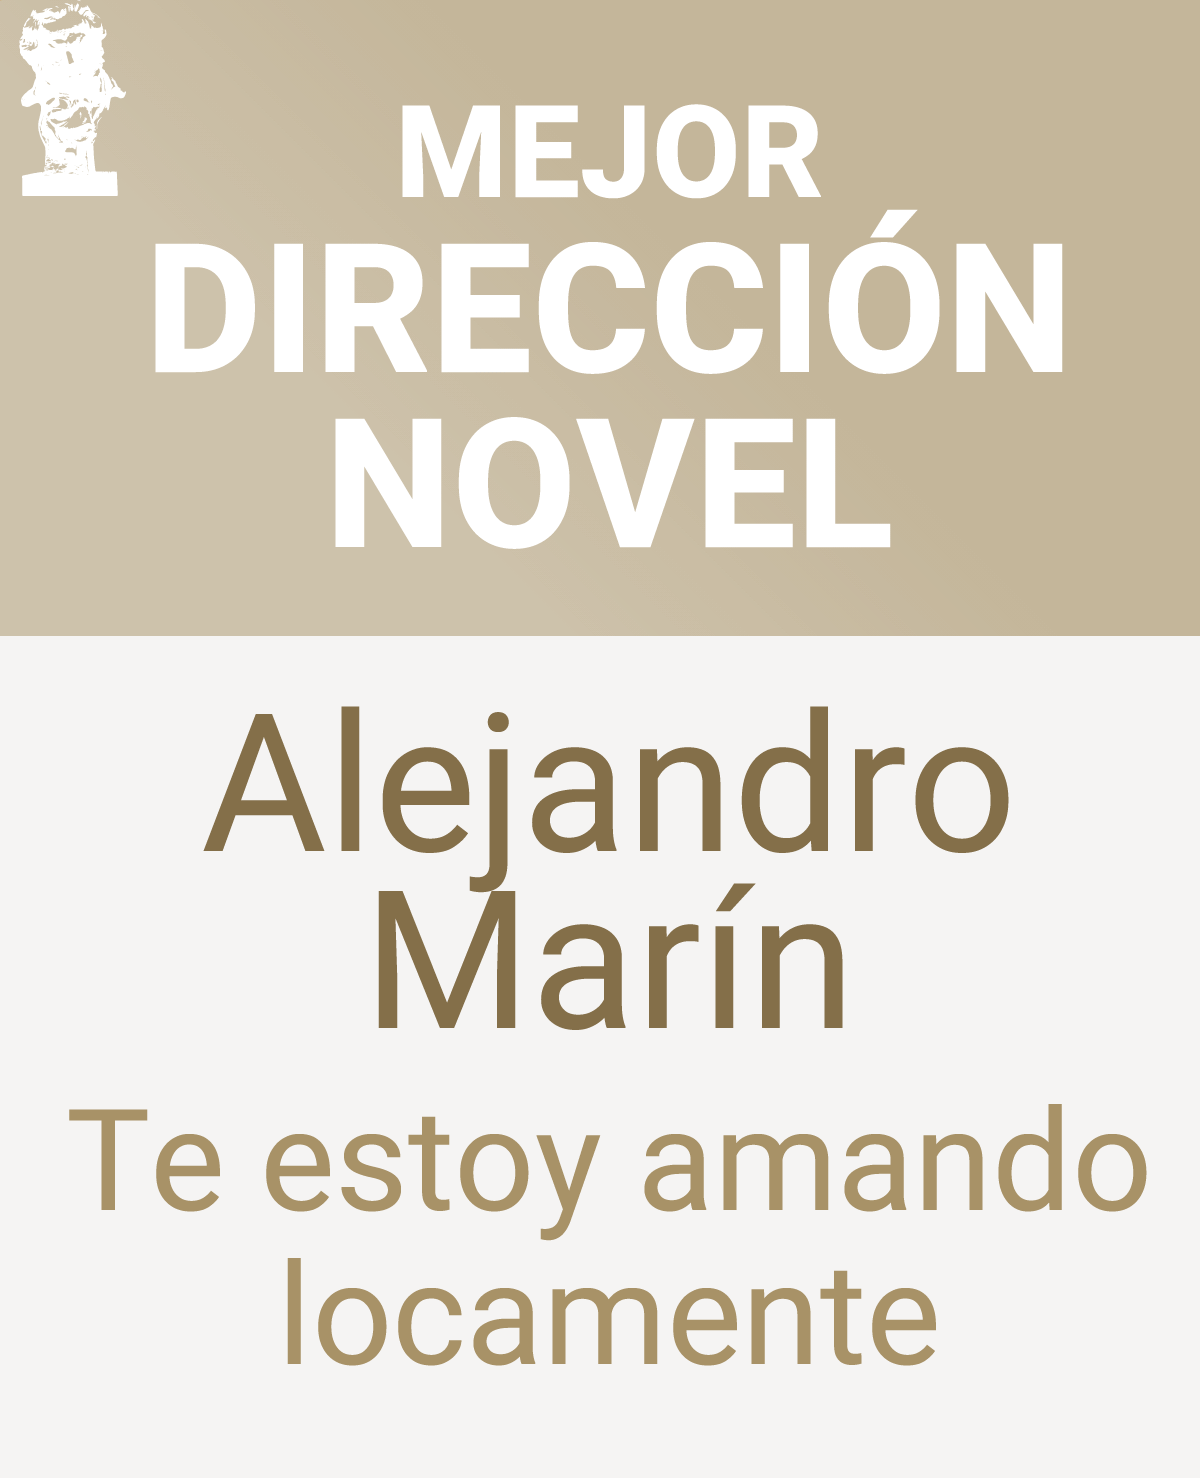 MEJOR
DIRECCIÓN
NOVEL
Alejandro
Marín
Te estoy amando
locamente